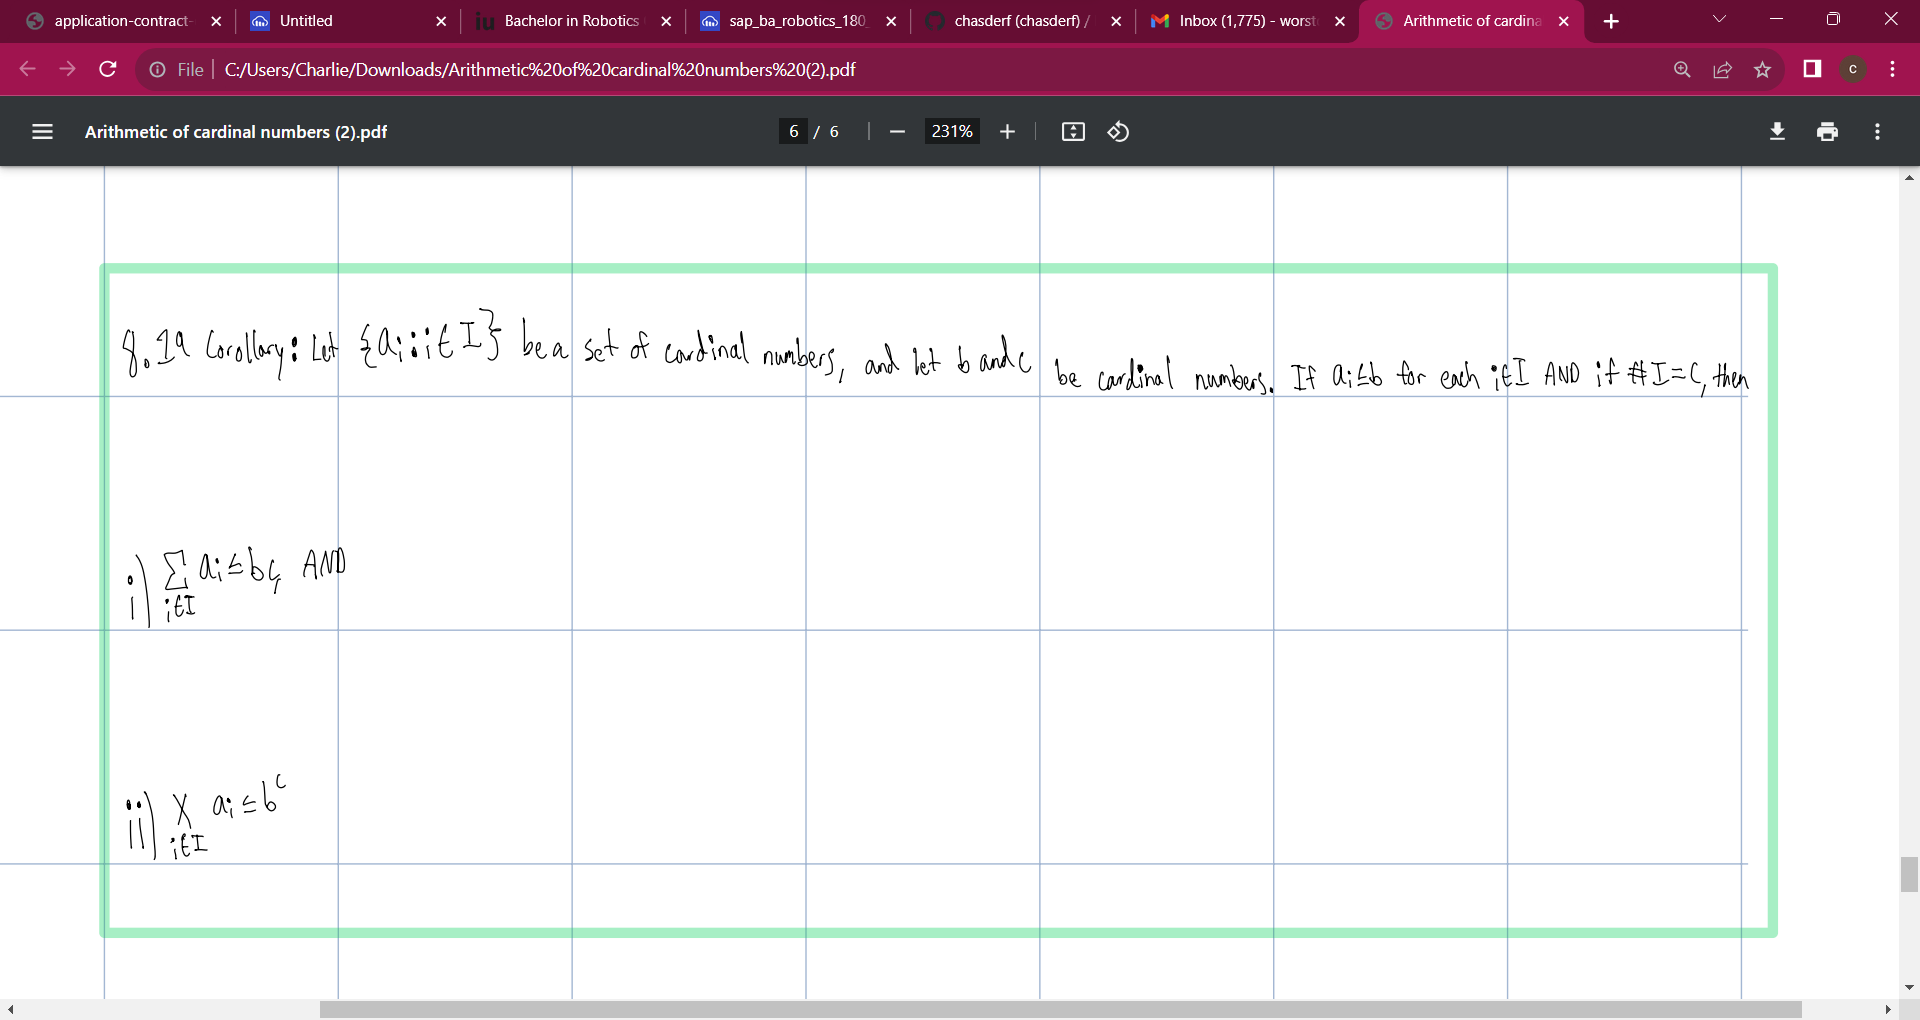 application-contract-
Untitled
iu Bachelor in Robotics
sap_ba_robotics_180_
chasderf (chasderf) /
Inbox (1,775) - worst
Arithmetic of cardina
File | C:/Users/Charlie/Downloads/Arithmetic%20of%20cardinal%20numbers%20(2).pdf
c
Arithmetic of cardinal numbers (2).pdf
6 / 6
231%
8.19 Corollary: Let {ai : i∈I} be a set of cardinal numbers, and let b and c be cardinal numbers. If ai≤b for each i∈I AND if #I=c, then
i) Σ ai≤bc, AND
i∈I
ii) X ai≤b^c
i∈I